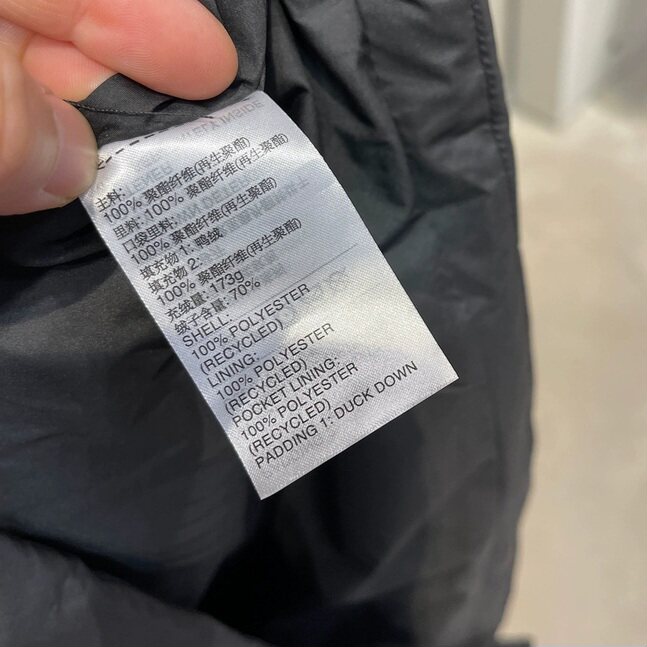 主料:
100% 聚酯纤维(再生聚酯)
里料: 100% 聚酯纤维(再生聚酯)
口袋里料:
100% 聚酯纤维(再生聚酯)
填充物 1: 鸭绒
填充物 2:
100% 聚酯纤维(再生聚酯)
充绒量: 173g
绒子含量: 70%
SHELL:
100% POLYESTER
(RECYCLED)
LINING:
100% POLYESTER
(RECYCLED)
POCKET LINING:
100% POLYESTER
(RECYCLED)
PADDING 1: DUCK DOWN